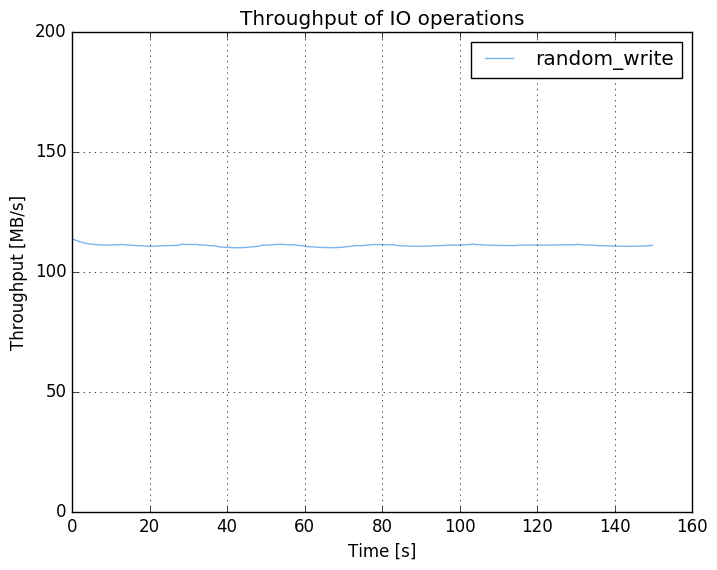 Throughput of IO operations
random_write
200
150
100
50
0
Throughput [MB/s]
0 20 40 60 80 100 120 140 160
Time [s]